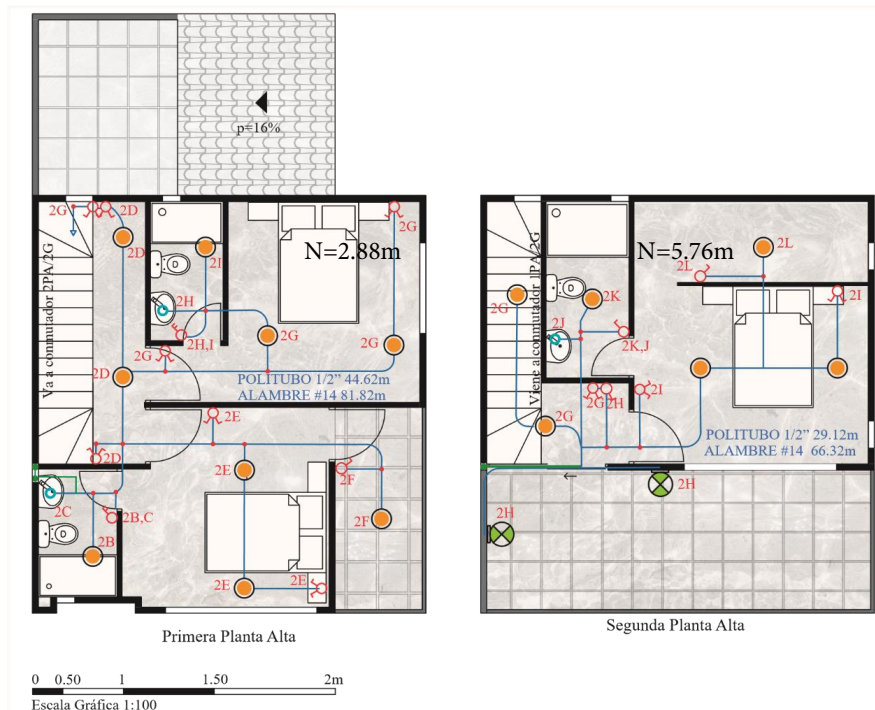 p=16%
2G
2D
2D
2I
N=2.88m
2G
Va a conmutador 2PA/2G
2H
2H,I
2G
2G
2G
2D
POLITUBO 1/2" 44.62m
ALAMBRE #14 81.82m
2E
2D
2E
2F
2C
2B,C
2F
2B
2E
2E
Primera Planta Alta
N=5.76m
2L
2L
Viene a conmutador 1PA/2G
2G
2K
2I
2J
2K,J
2G
2H
2I
2G
POLITUBO 1/2" 29.12m
ALAMBRE #14 66.32m
2H
2H
Segunda Planta Alta
0 0.50 1 1.50 2m
Escala Gráfica 1:100